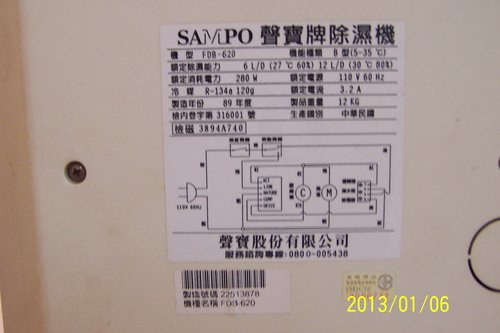 SAMPO 聲寶牌除濕機
機 型 FDB-620 機能種類 B 型(5-35℃)
額定除濕能力 6 L/D (27℃ 60%) 12 L/D (30℃ 80%)
額定消耗電力 280 W 額定電源 110 V 60 Hz
冷 媒 R-134a 120g 額定電流 3.2 A
製造年份 89 年度 製品重量 12 KG
檢內登字第 316001 號 生產國別 中華民國
檢磁 3894A740
110V 60Hz
C
M
聲寶股份有限公司
服務諮詢專線:0800-005438
製造號碼 22513878
機種名稱 FDB-620
2013/01/06